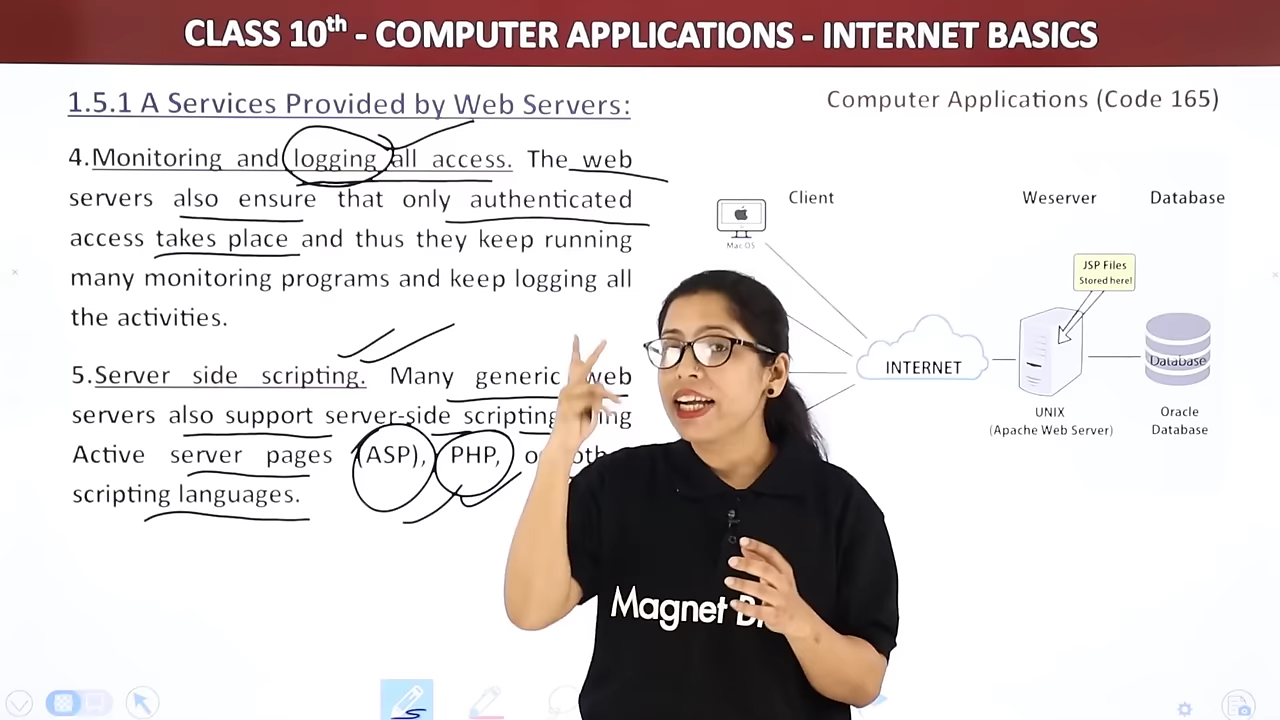 CLASS 10th - COMPUTER APPLICATIONS - INTERNET BASICS
1.5.1 A Services Provided by Web Servers:
Computer Applications (Code 165)
4.Monitoring and logging all access. The web
servers also ensure that only authenticated
access takes place and thus they keep running
many monitoring programs and keep logging all
the activities.
5.Server side scripting. Many generic web
servers also support server-side scripting
Active server pages (ASP), PHP,
scripting languages.
Client
Weserver
Database
Mac OS
JSP Files
Stored here!
INTERNET
Database
UNIX
(Apache Web Server)
Oracle
Database
Magnet